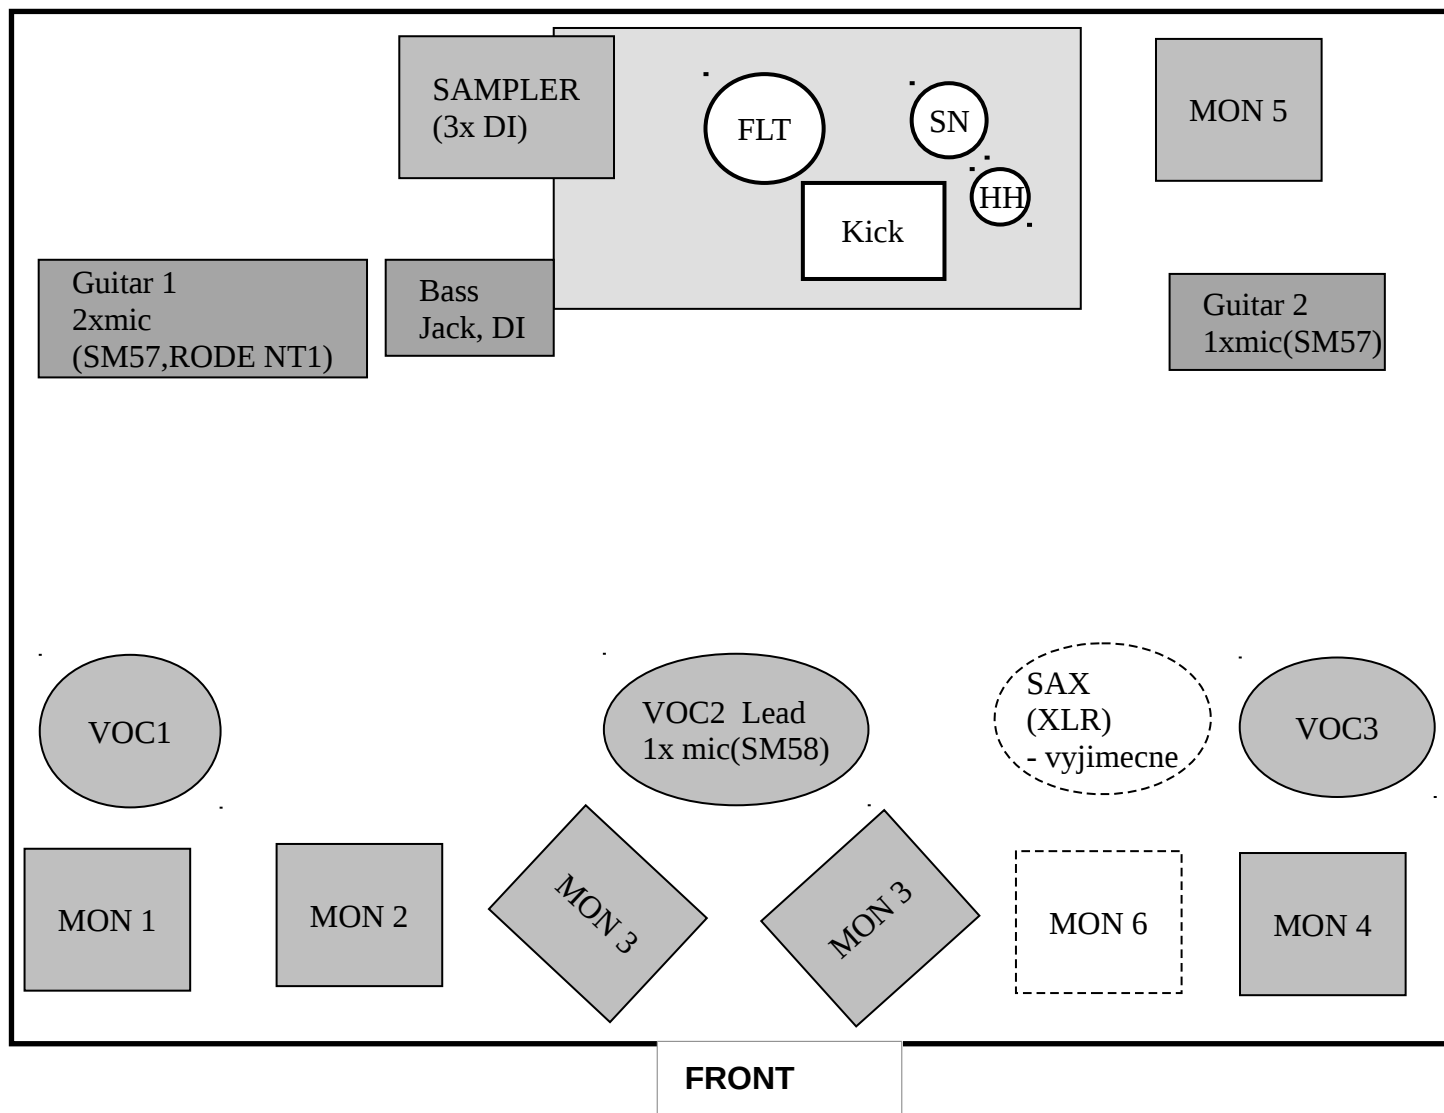 SAMPLER
(3x DI)
FLT
SN
HH
Kick
MON 5
Guitar 1
2xmic
(SM57,RODE NT1)
Bass
Jack, DI
Guitar 2
1xmic(SM57)
VOC1
VOC2  Lead
1x mic(SM58)
SAX
(XLR)
- vyjimecne
VOC3
MON 1
MON 2
MON 3
MON 3
MON 6
MON 4
FRONT